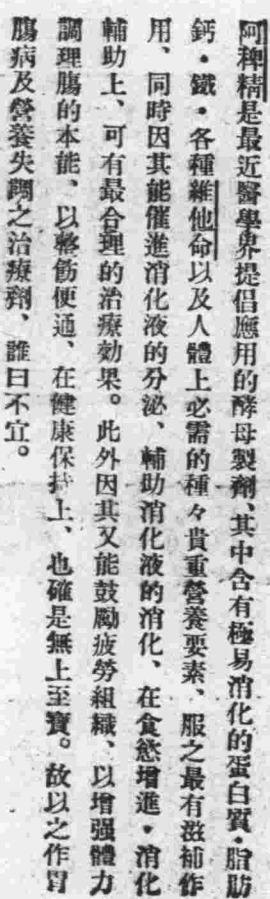 阿稗精是最近醫學界提倡應用的酵母製劑、其中含有極易消化的蛋白質·脂肪
鈣·鐵·各種維他命以及人體上必需的種々貴重營養要素、服之最有滋補作
用、同時因其能催進消化液的分泌、輔助消化液的消化、在食慾增進·消化
輔助上、可有最合理的治療効果。此外因其又能鼓勵疲勞組織、以增强體力
調理腸的本能、以整飭便通、在健康保持上、也確是無上至寶。故以之作胃
腸病及營養失調之治療劑、誰曰不宜。